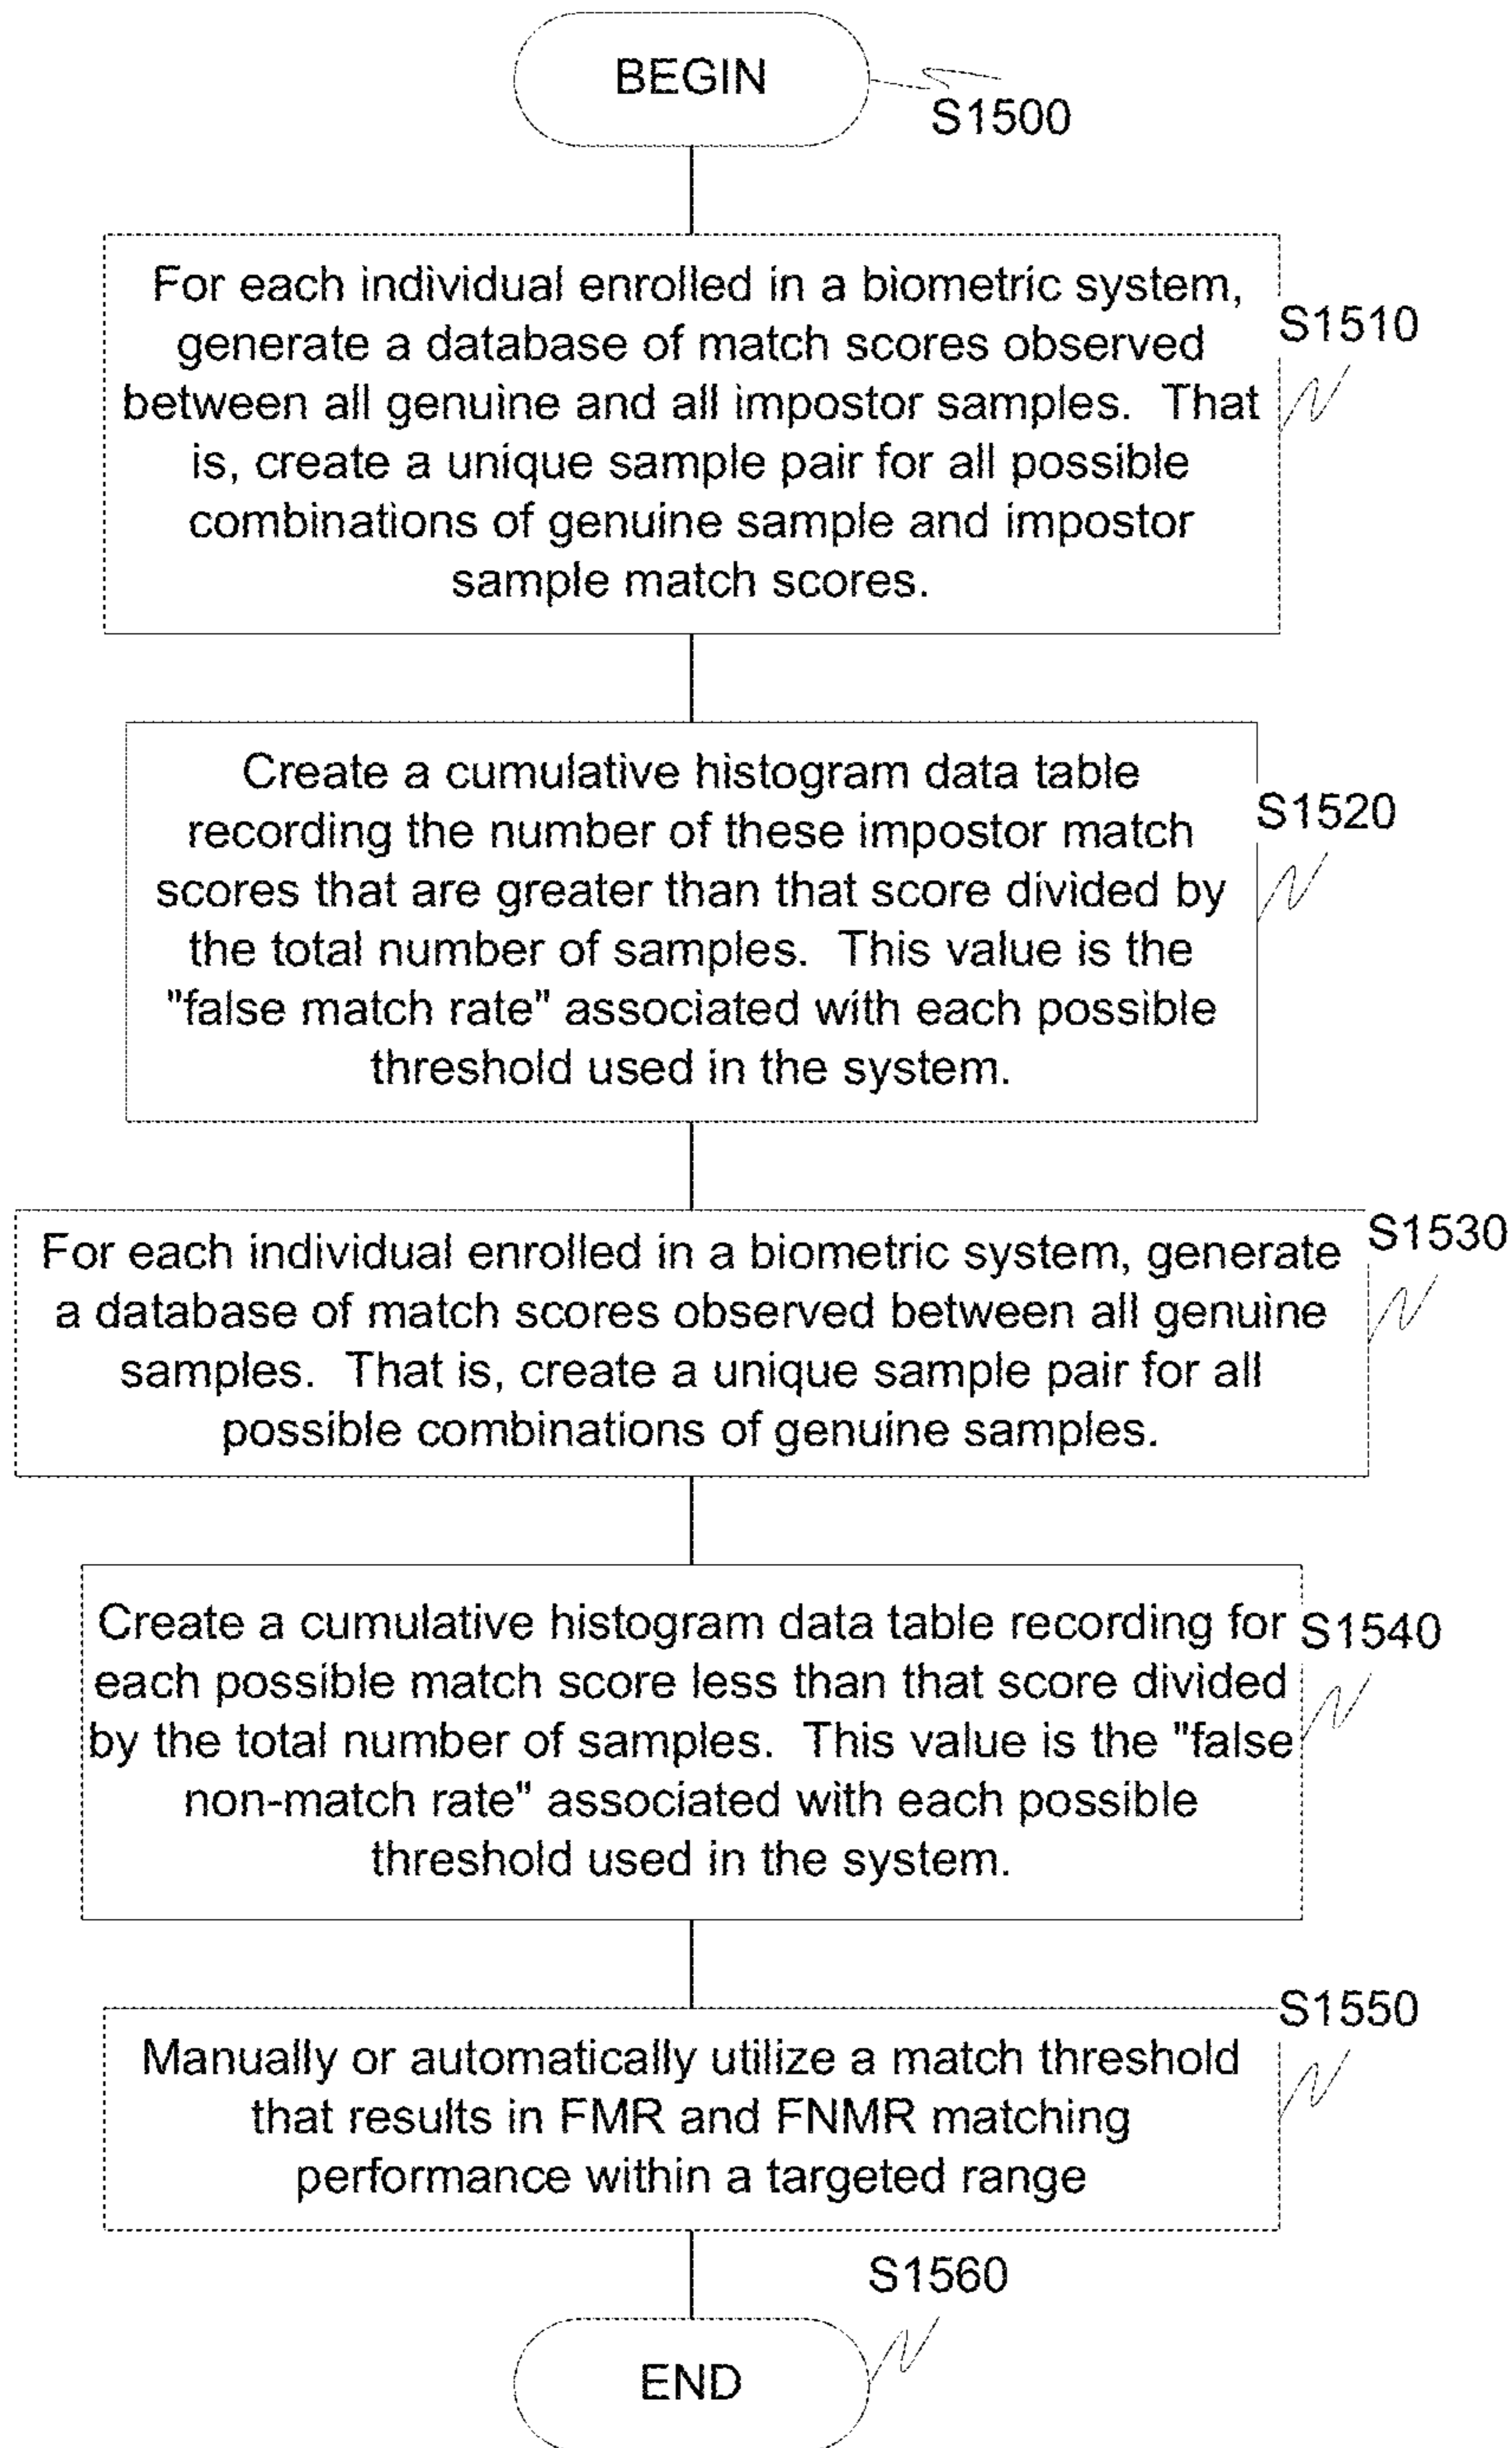 BEGIN
S1500
For each individual enrolled in a biometric system,
generate a database of match scores observed
between all genuine and all impostor samples. That
is, create a unique sample pair for all possible
combinations of genuine sample and impostor
sample match scores.
S1510
Create a cumulative histogram data table
recording the number of these impostor match
scores that are greater than that score divided by
the total number of samples. This value is the
"false match rate" associated with each possible
threshold used in the system.
S1520
For each individual enrolled in a biometric system, generate
a database of match scores observed between all genuine
samples. That is, create a unique sample pair for all
possible combinations of genuine samples.
S1530
Create a cumulative histogram data table recording for
each possible match score less than that score divided
by the total number of samples. This value is the "false
non-match rate" associated with each possible
threshold used in the system.
S1540
Manually or automatically utilize a match threshold
that results in FMR and FNMR matching
performance within a targeted range
S1550
S1560
END